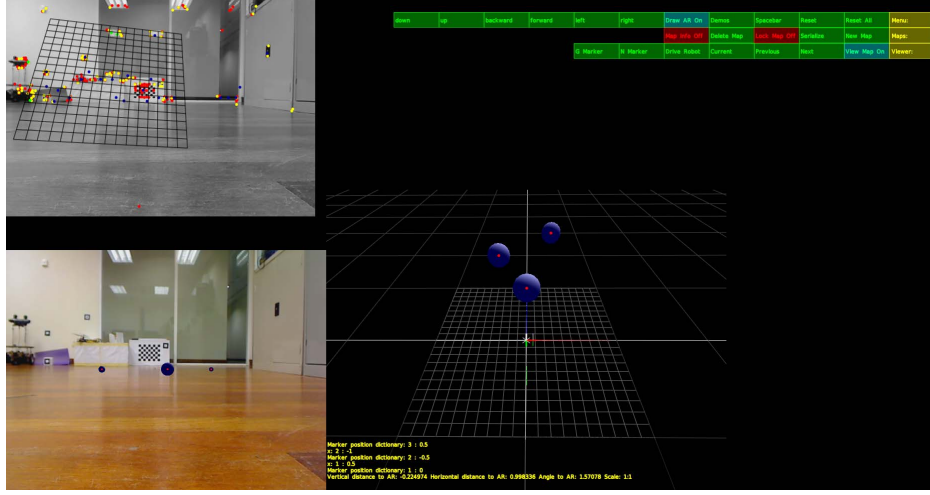 down up backward forward left right Draw AR On Demos Spacebar Reset Reset All Menu:
Map Info Off Delete Map Lock Map Off Serialize New Map Maps:
G Marker N Marker Drive Robot Current Previous Next View Map On Viewer:
Marker position dictionary: 3 : 0.5
x: 2 : -1
Marker position dictionary: 2 : -0.5
x: 1 : 0.5
Marker position dictionary: 1 : 0
Vertical distance to AR: -0.224974 Horizontal distance to AR: 0.998336 Angle to AR: 1.57078 Scale: 1:1